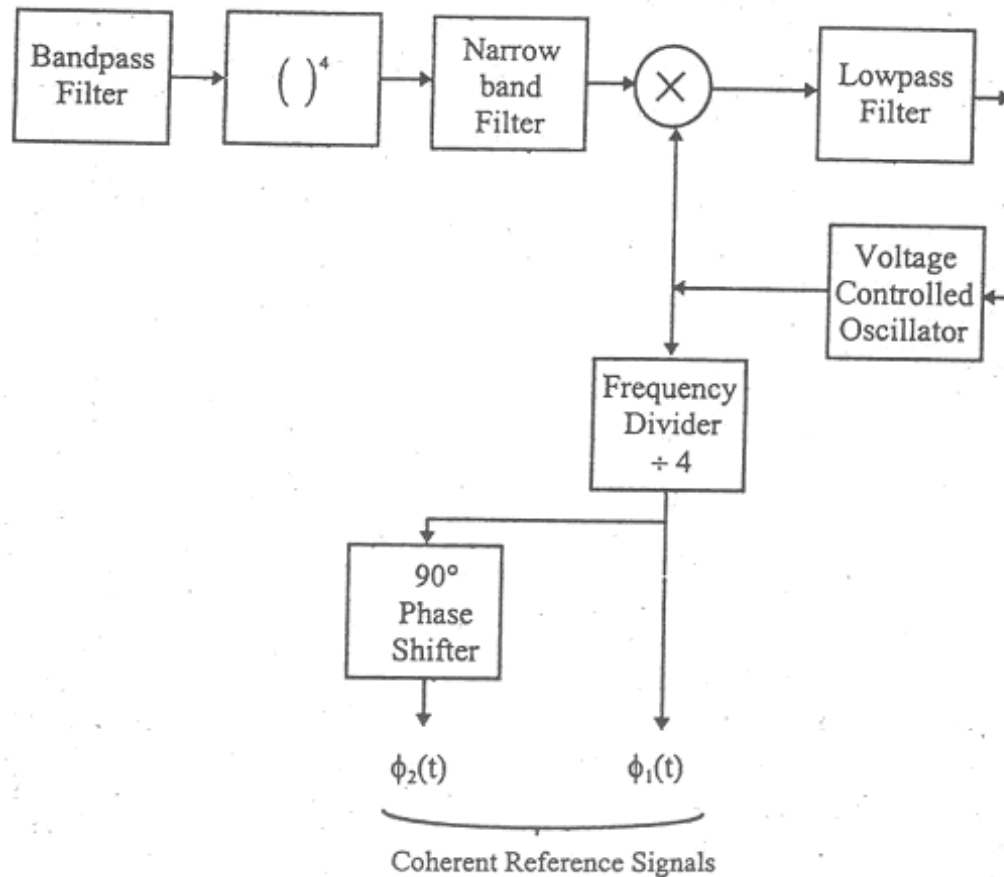 Bandpass
Filter
( )⁴
Narrow
band
Filter
×
Lowpass
Filter
Voltage
Controlled
Oscillator
Frequency
Divider
÷ 4
90°
Phase
Shifter
ϕ₂(t)
ϕ₁(t)
Coherent Reference Signals